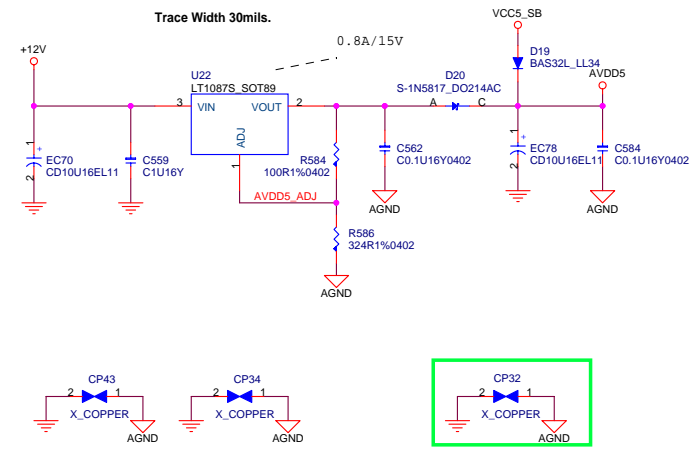 Trace Width 30mils.
VCC5_SB
0.8A/15V
+12V
D19
BAS32L_LL34
U22
LT1087S_SOT89
D20
S-1N5817_DO214AC
AVDD5
3
VIN
VOUT
2
A
C
ADJ
1
1
+
2
EC70
CD10U16EL11
C559
C1U16Y
R584
100R1%0402
C562
C0.1U16Y0402
1
+
2
EC78
CD10U16EL11
C584
C0.1U16Y0402
AVDD5_ADJ
AGND
AGND
R586
324R1%0402
AGND
CP43
2
1
X_COPPER
AGND
CP34
2
1
X_COPPER
AGND
CP32
2
1
X_COPPER
AGND